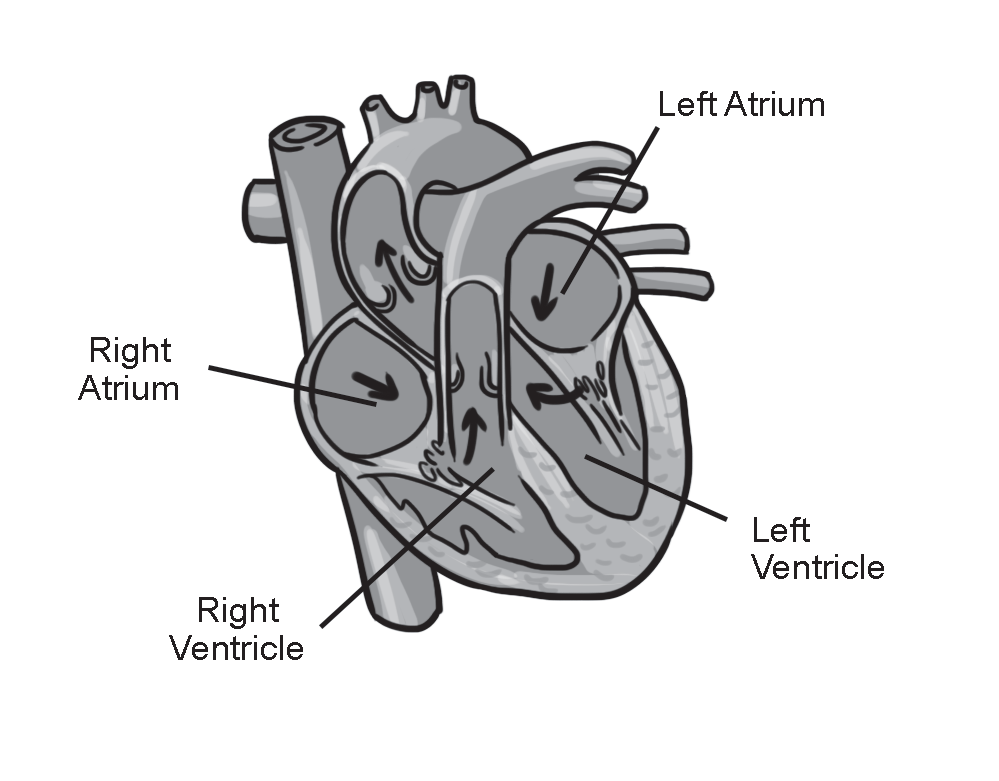 Left Atrium
Right
Atrium
Left
Ventricle
Right
Ventricle